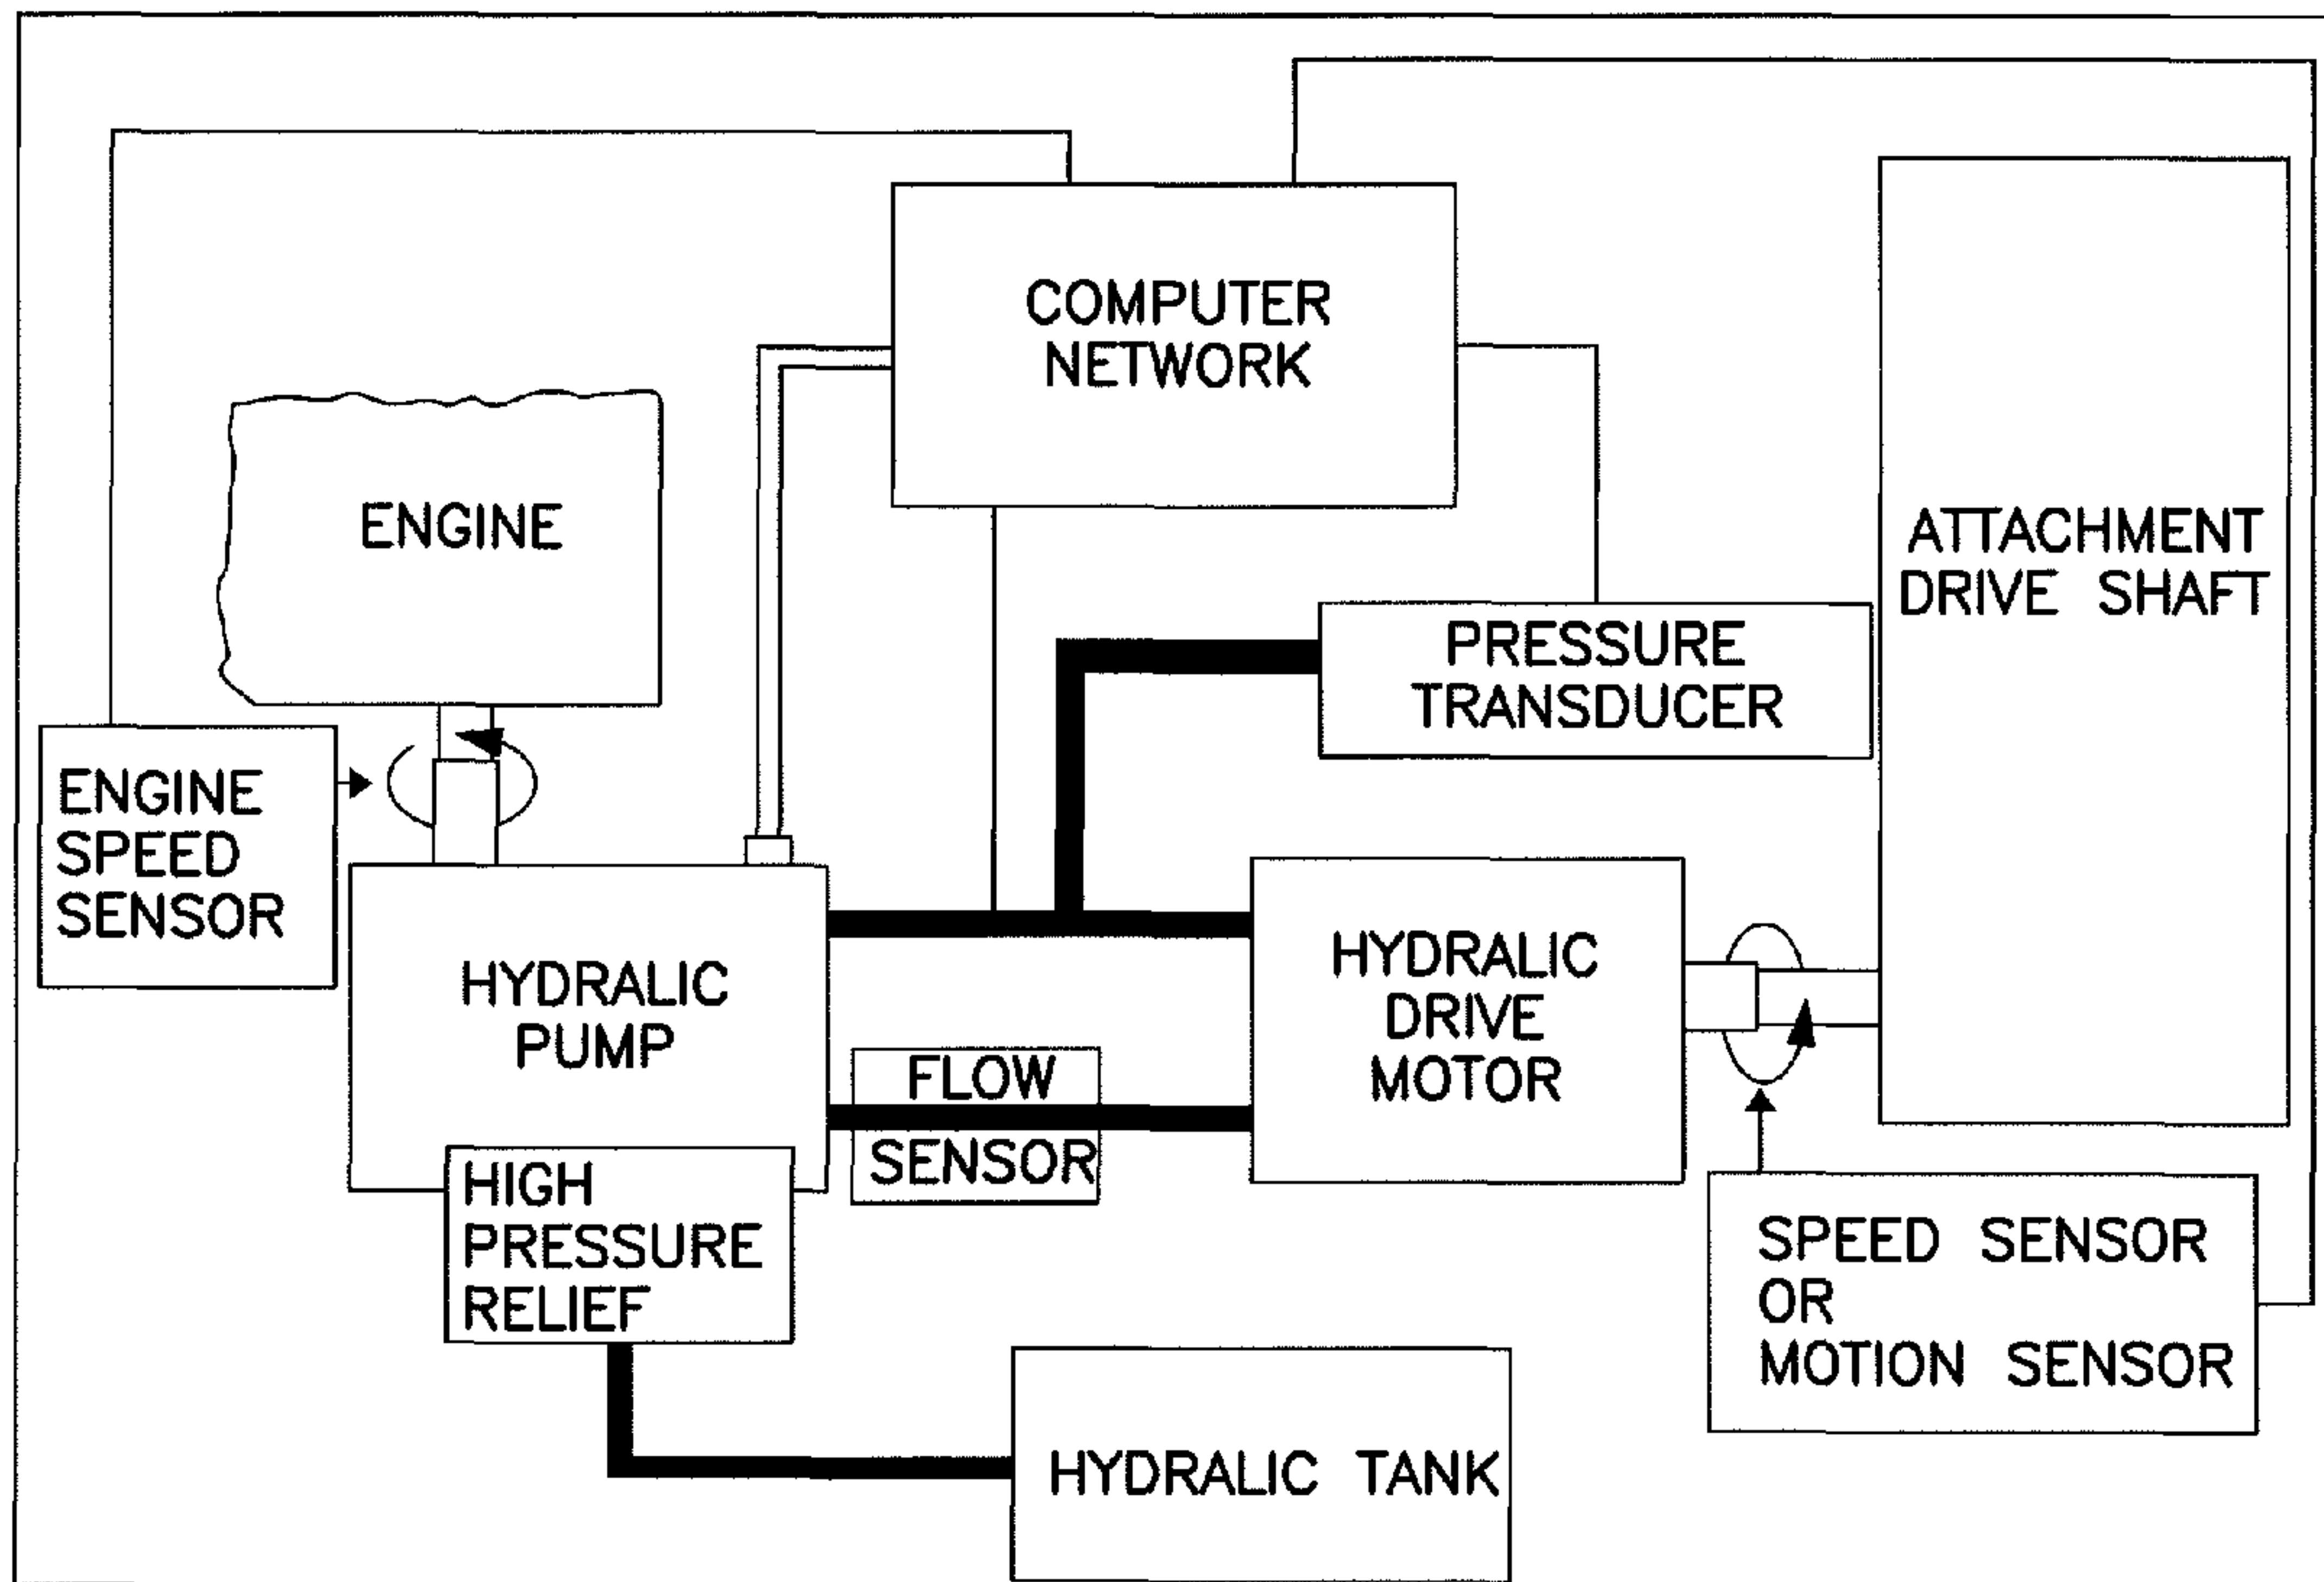 COMPUTER
NETWORK
ENGINE
ATTACHMENT
DRIVE SHAFT
PRESSURE
TRANSDUCER
ENGINE
SPEED
SENSOR
HYDRALIC
PUMP
HYDRALIC
DRIVE
MOTOR
FLOW
SENSOR
HIGH
PRESSURE
RELIEF
SPEED SENSOR
OR
MOTION SENSOR
HYDRALIC TANK